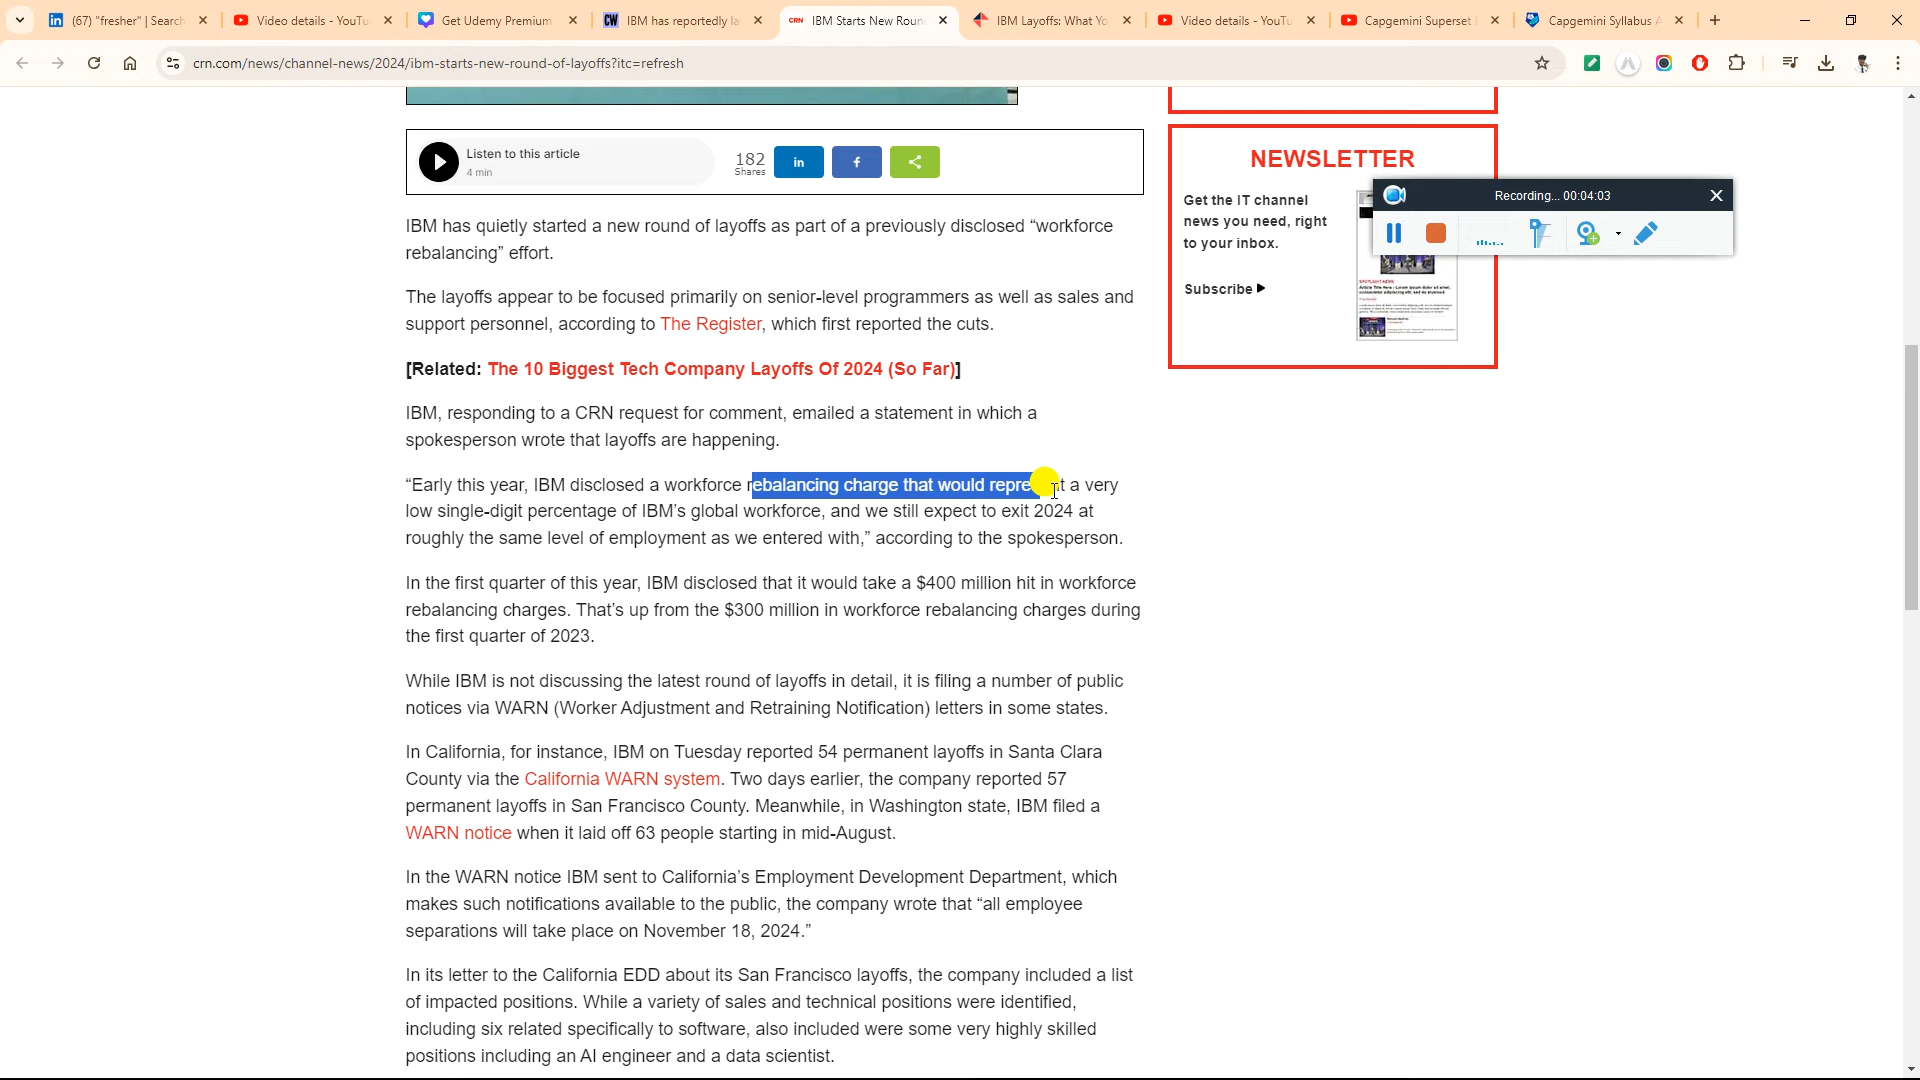 (67) "fresher" | Search
Video details - YouTu
Get Udemy Premium
IBM has reportedly la
IBM Starts New Roun
IBM Layoffs: What Yo
Video details - YouTu
Capgemini Superset
Capgemini Syllabus
crn.com/news/channel-news/2024/ibm-starts-new-round-of-layoffs?itc=refresh
Listen to this article
4 min
182
Shares
IBM has quietly started a new round of layoffs as part of a previously disclosed “workforce
rebalancing” effort.
The layoffs appear to be focused primarily on senior-level programmers as well as sales and
support personnel, according to The Register, which first reported the cuts.
[Related: The 10 Biggest Tech Company Layoffs Of 2024 (So Far)]
IBM, responding to a CRN request for comment, emailed a statement in which a
spokesperson wrote that layoffs are happening.
“Early this year, IBM disclosed a workforce rebalancing charge that would represent a very
low single-digit percentage of IBM’s global workforce, and we still expect to exit 2024 at
roughly the same level of employment as we entered with,” according to the spokesperson.
In the first quarter of this year, IBM disclosed that it would take a $400 million hit in workforce
rebalancing charges. That’s up from the $300 million in workforce rebalancing charges during
the first quarter of 2023.
While IBM is not discussing the latest round of layoffs in detail, it is filing a number of public
notices via WARN (Worker Adjustment and Retraining Notification) letters in some states.
In California, for instance, IBM on Tuesday reported 54 permanent layoffs in Santa Clara
County via the California WARN system. Two days earlier, the company reported 57
permanent layoffs in San Francisco County. Meanwhile, in Washington state, IBM filed a
WARN notice when it laid off 63 people starting in mid-August.
In the WARN notice IBM sent to California’s Employment Development Department, which
makes such notifications available to the public, the company wrote that “all employee
separations will take place on November 18, 2024.”
In its letter to the California EDD about its San Francisco layoffs, the company included a list
of impacted positions. While a variety of sales and technical positions were identified,
including six related specifically to software, also included were some very highly skilled
positions including an AI engineer and a data scientist.
NEWSLETTER
Get the IT channel
news you need, right
to your inbox.
Subscribe
Recording... 00:04:03